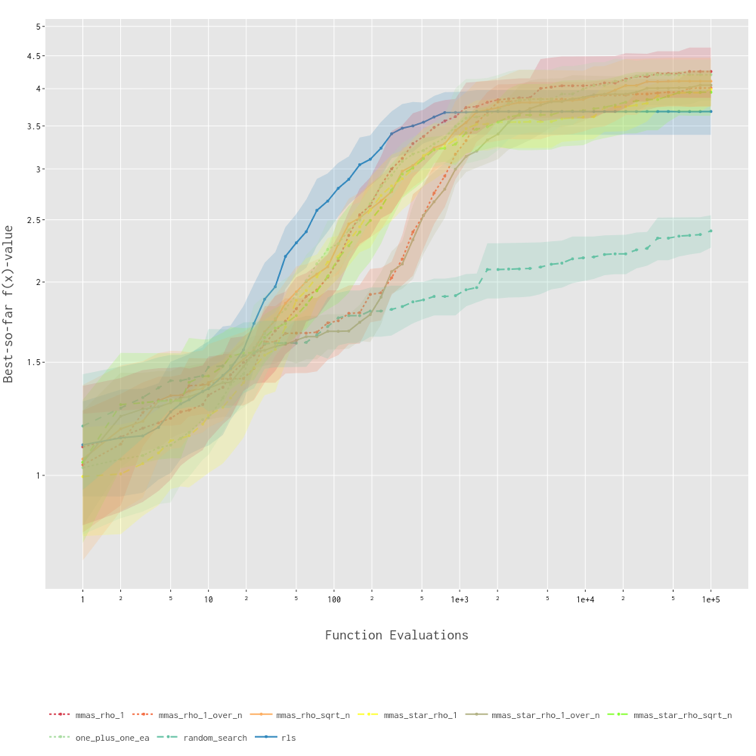 5
4.5
4
3.5
3
2.5
2
1.5
1
Best-so-far f(x)-value
1 2 5 10 2 5 100 2 5 1e+3 2 5 1e+4 2 5 1e+5
Function Evaluations
mmas_rho_1 mmas_rho_1_over_n mmas_rho_sqrt_n mmas_star_rho_1 mmas_star_rho_1_over_n mmas_star_rho_sqrt_n
one_plus_one_ea random_search rls